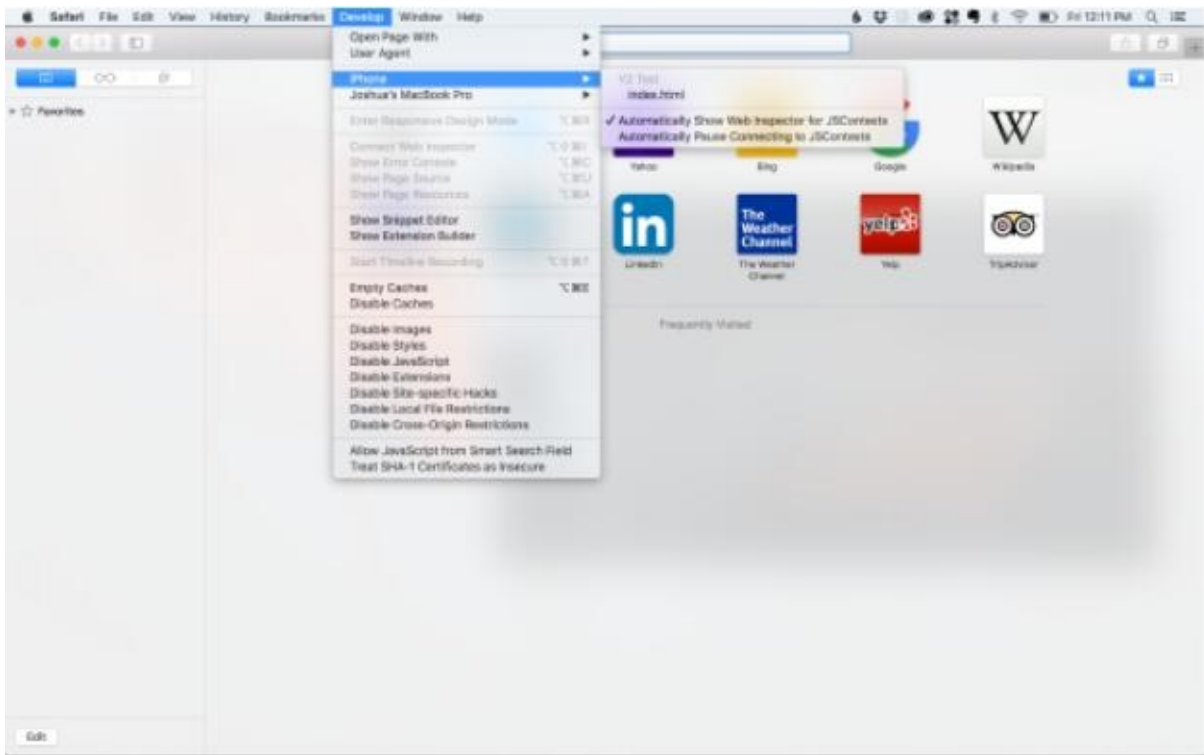 Safari File Edit View History Bookmarks Develop Window Help
Fri 12:11 PM
Open Page With
User Agent
iPhone
Joshua's MacBook Pro
Enter Responsive Design Mode
Connect Web Inspector
Show Error Console
Show Page Source
Show Page Resources
Show Snippet Editor
Show Extension Builder
Start Timeline Recording
Empty Caches
Disable Caches
Disable Images
Disable Styles
Disable JavaScript
Disable Extensions
Disable Site-specific Hacks
Disable Local File Restrictions
Disable Cross-Origin Restrictions
Allow JavaScript from Smart Search Field
Treat SHA-1 Certificates as Insecure
V2 Test
index.html
✓ Automatically Show Web Inspector for JSContexts
Automatically Pause Connecting to JSContexts
Favorites
Yahoo Bing Google Wikipedia
W
in
The
Weather
Channel
yelp
LinkedIn The Weather Channel Yelp TripAdvisor
Frequently Visited
Edit